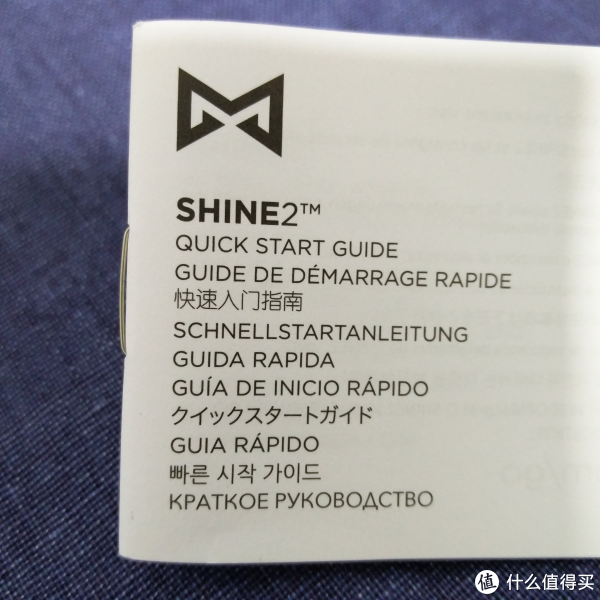 SHINE2™
QUICK START GUIDE
GUIDE DE DÉMARRAGE RAPIDE
快速入门指南
SCHNELLSTARTANLEITUNG
GUIDA RAPIDA
GUÍA DE INICIO RÁPIDO
クイックスタートガイド
GUIA RÁPIDO
빠른 시작 가이드
КРАТКОЕ РУКОВОДСТВО
值 什么值得买